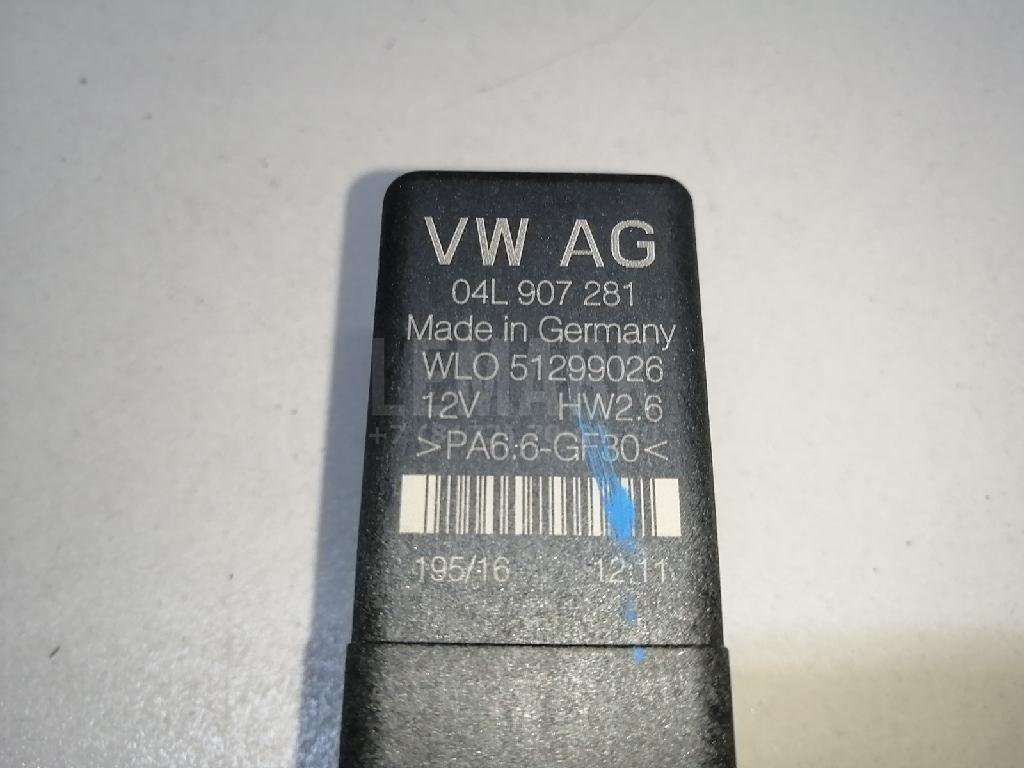 VW AG
04L 907 281
Made in Germany
WLO 51299026
12V HW2.6
>PA6.6-GF30<
195/16 12:11